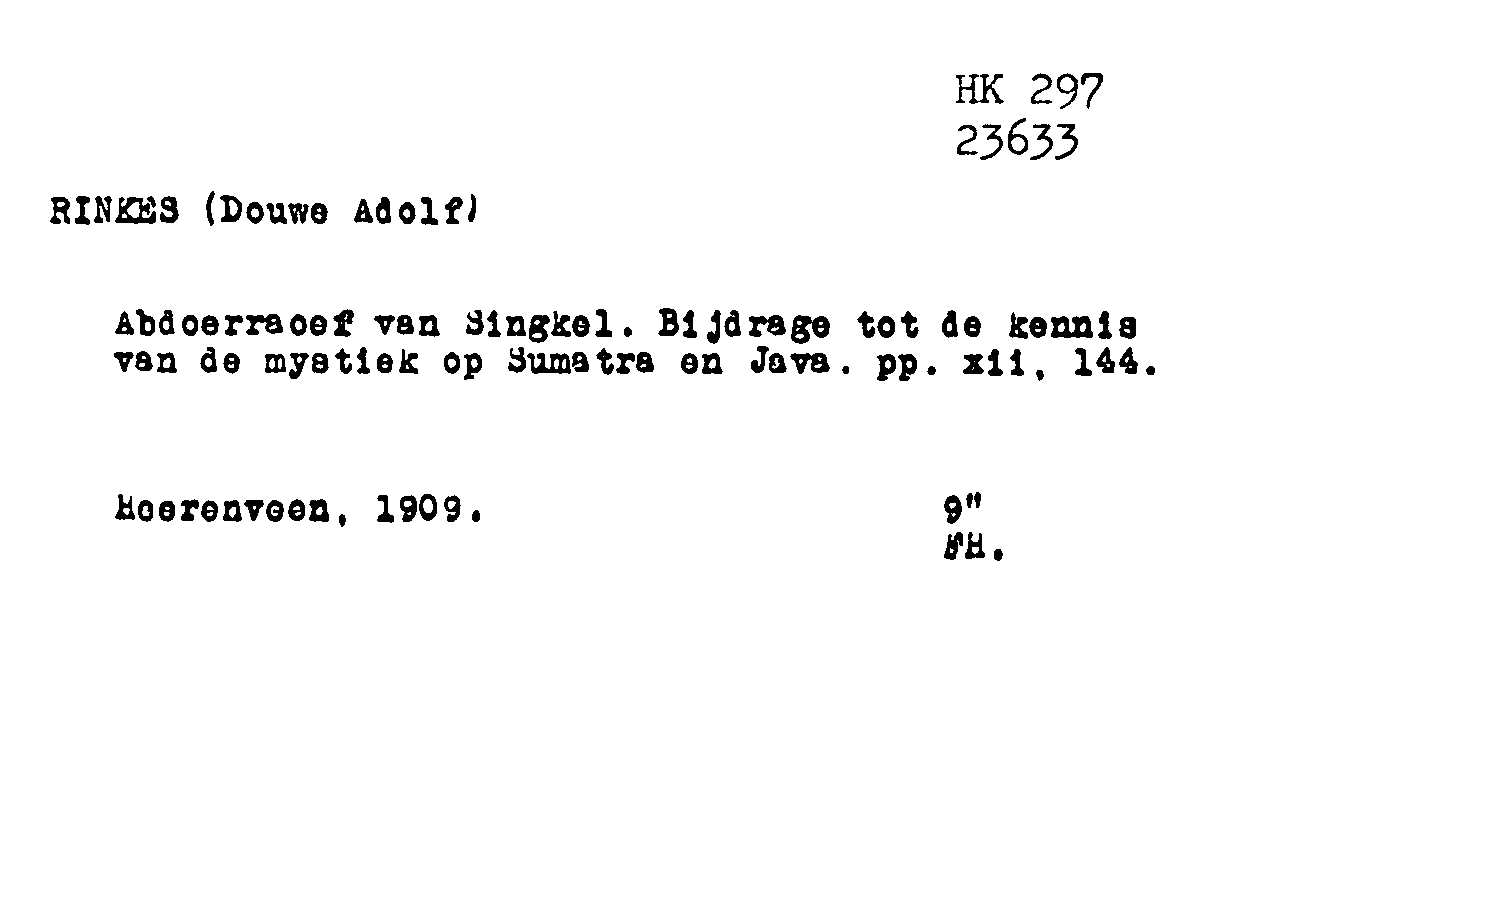 HK 297
23633
RINKES (Douwe Adolf)
Abdoerraoef van Singkel. Bijdrage tot de kennis
van de mystiek op Sumatra en Java. pp. xii, 144.
Heerenveen, 1909.
9"
FH.